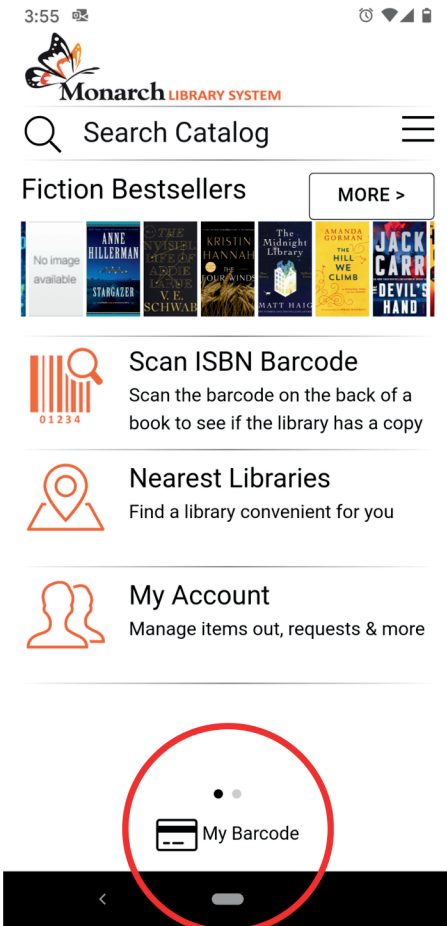 3:55
Monarch LIBRARY SYSTEM
Search Catalog
Fiction Bestsellers
MORE >
No image
available
ANNE
HILLERMAN
STARGAZER
THE
INVISIBLE
LIFE OF
ADDIE
LARUE
V. E.
SCHWAB
KRISTIN
HANNAH
THE
FOUR WINDS
The
Midnight
Library
MATT HAIG
AMANDA
GORMAN
THE
HILL
WE
CLIMB
JACK
CARR
DEVIL'S
HAND
01234
Scan ISBN Barcode
Scan the barcode on the back of a
book to see if the library has a copy
Nearest Libraries
Find a library convenient for you
My Account
Manage items out, requests & more
My Barcode